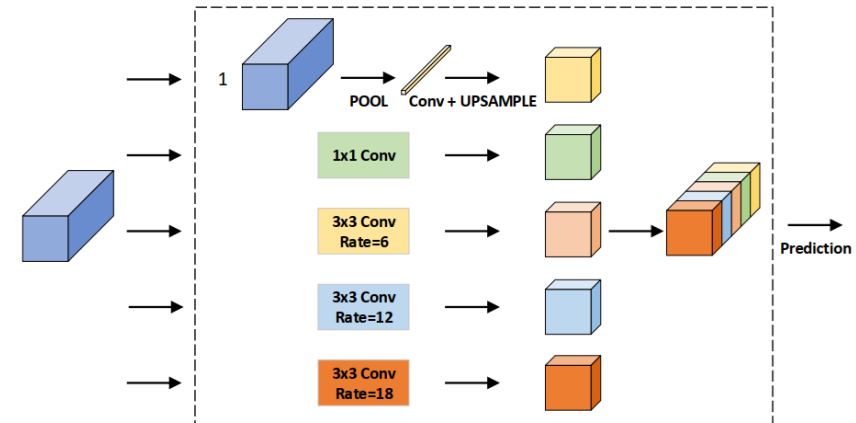 1
POOL
Conv + UPSAMPLE
1x1 Conv
3x3 Conv
Rate=6
Prediction
3x3 Conv
Rate=12
3x3 Conv
Rate=18